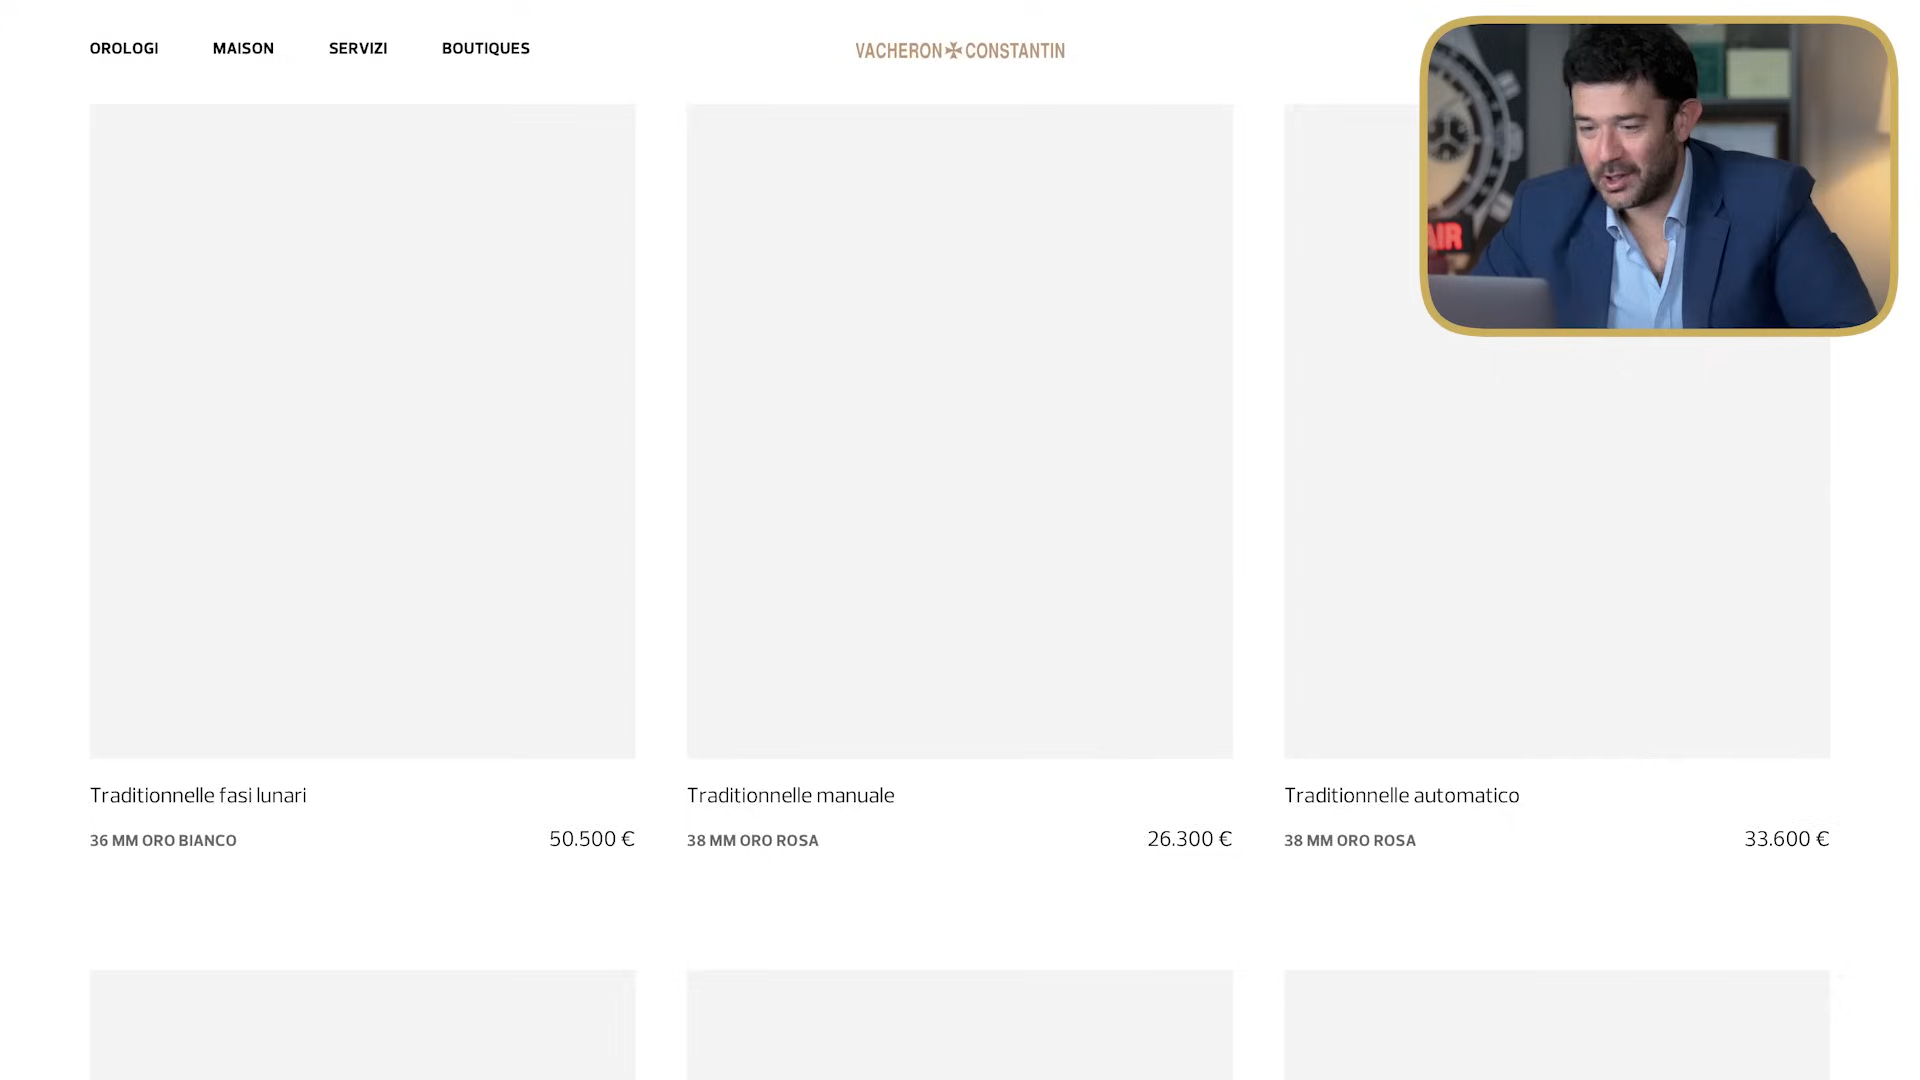 OROLOGI MAISON SERVIZI BOUTIQUES VACHERON CONSTANTIN
AIR
Traditionnelle fasi lunari
36 MM ORO BIANCO 50.500 €
Traditionnelle manuale
38 MM ORO ROSA 26.300 €
Traditionnelle automatico
38 MM ORO ROSA 33.600 €